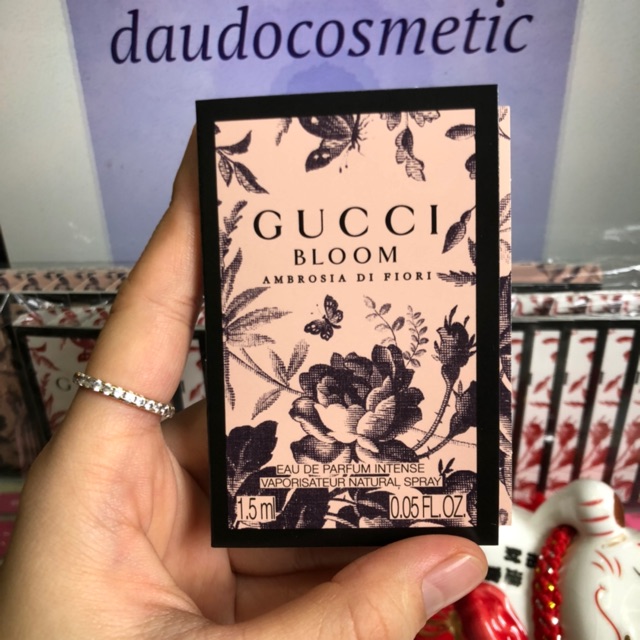 daudocosmetic
GUCCI
BLOOM
AMBROSIA DI FIORI
EAU DE PARFUM INTENSE
VAPORISATEUR NATURAL, SPRAY
1.5 ml 0.05 FL.OZ.